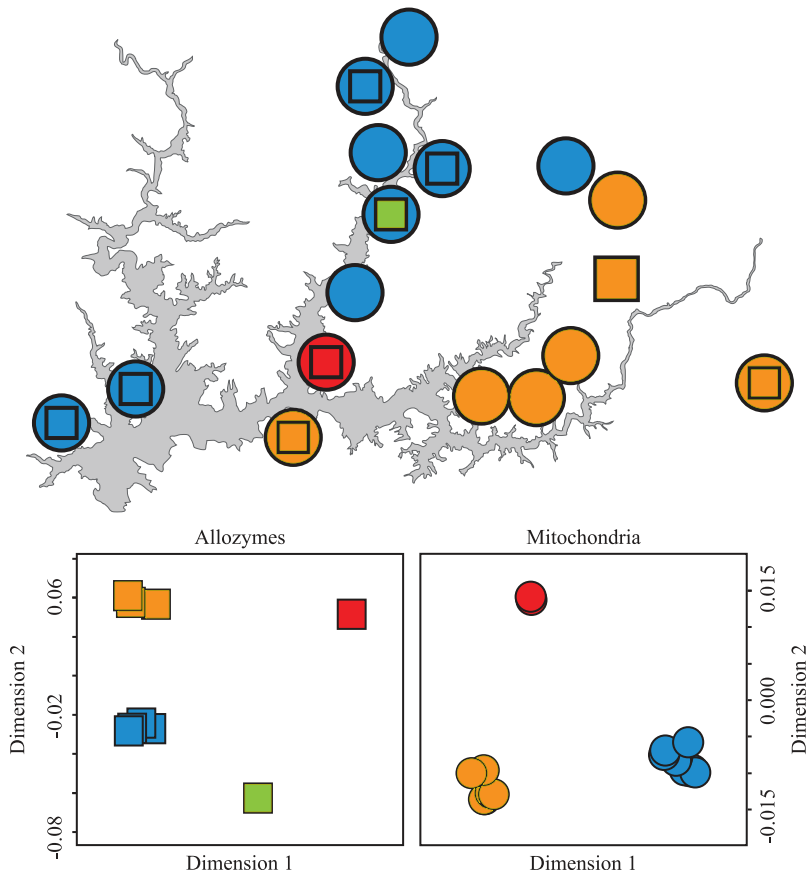 Allozymes
Mitochondria
0.06
-0.02
-0.08
Dimension 2
Dimension 1
0.015
0.000
-0.015
Dimension 2
Dimension 1